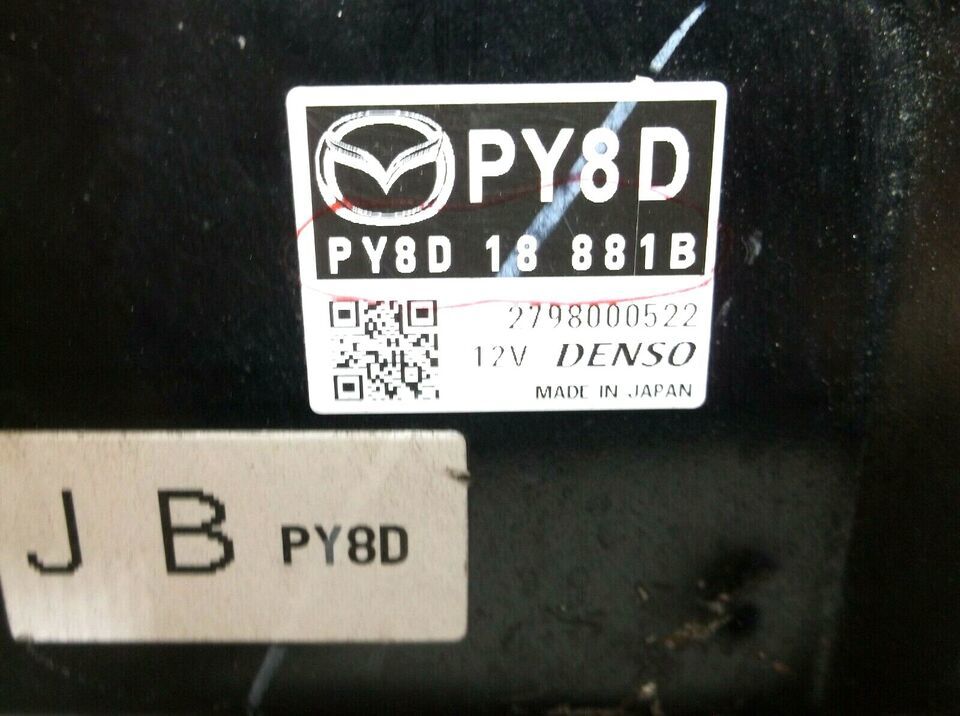 PY8D
PY8D 18 881B
2798000522
12V DENSO
MADE IN JAPAN
J B PY8D